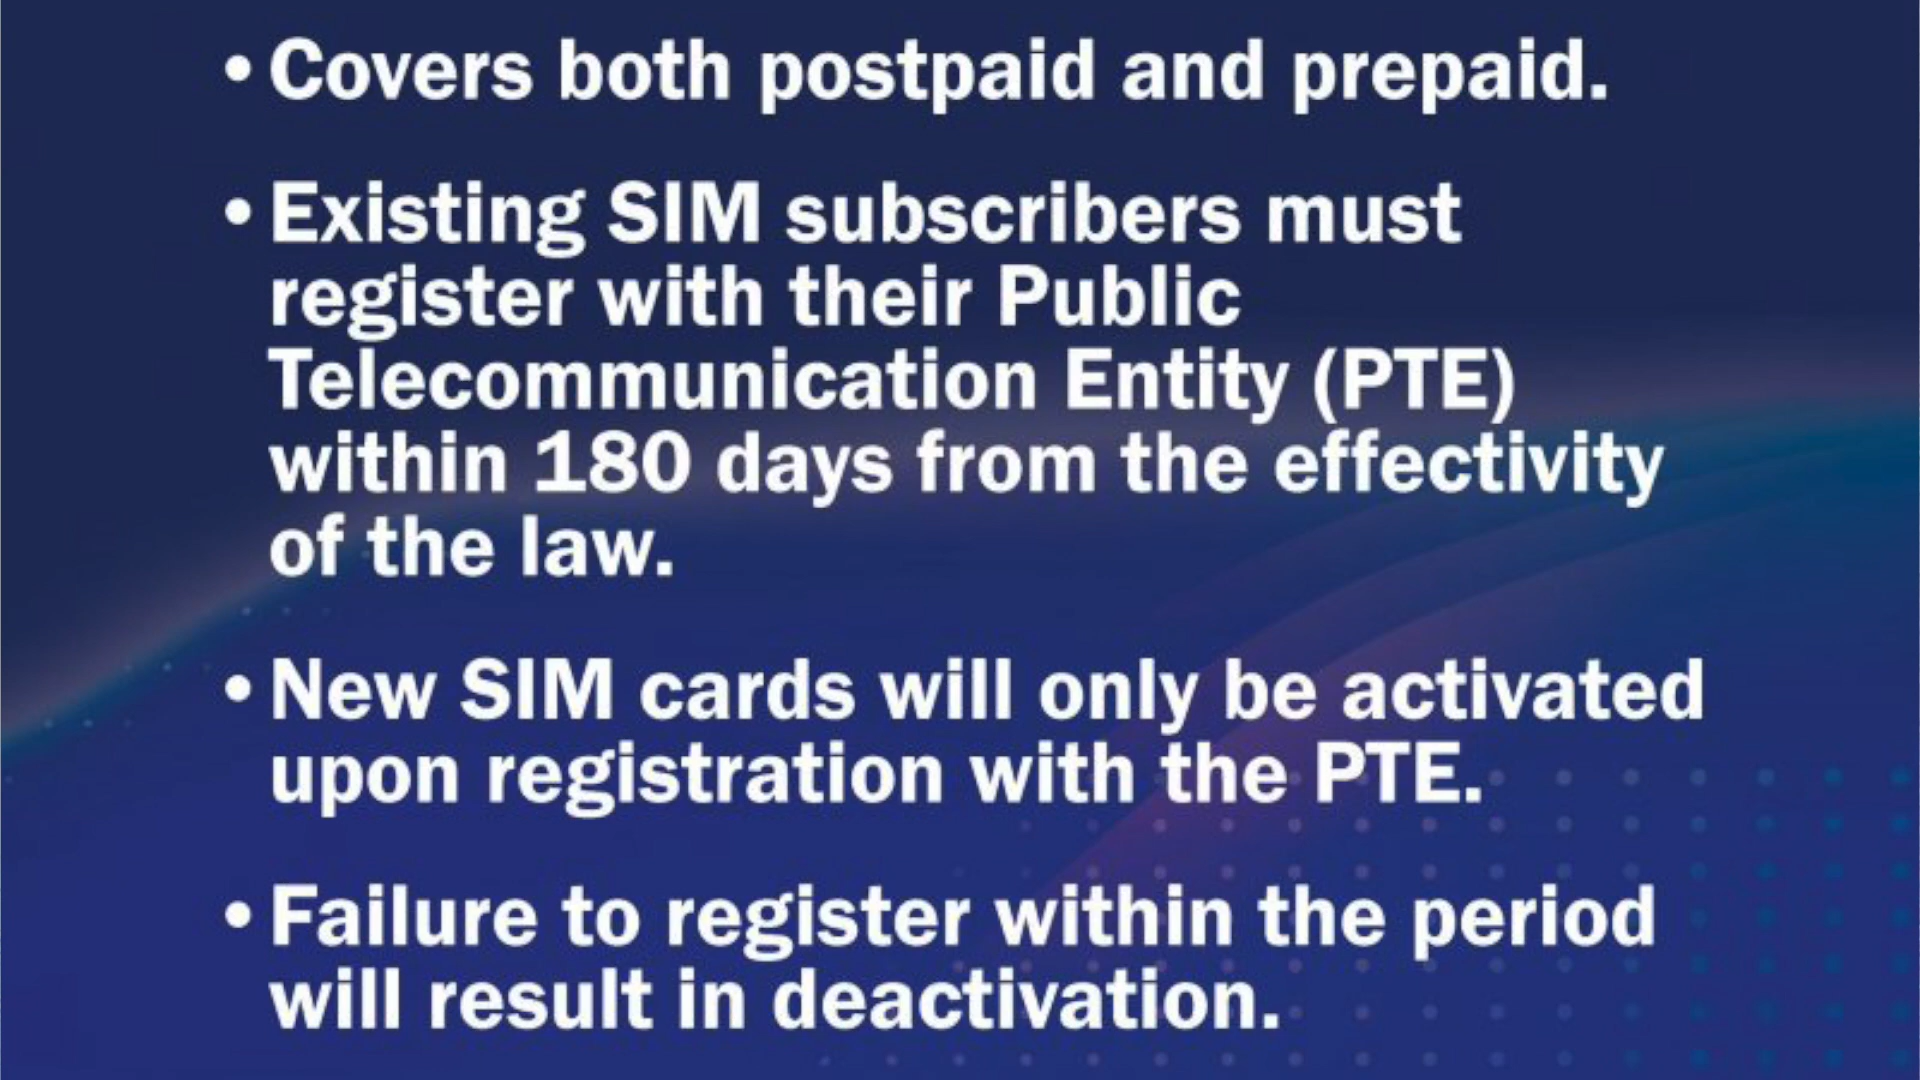 • Covers both postpaid and prepaid.
• Existing SIM subscribers must
register with their Public
Telecommunication Entity (PTE)
within 180 days from the effectivity
of the law.
• New SIM cards will only be activated
upon registration with the PTE.
• Failure to register within the period
will result in deactivation.